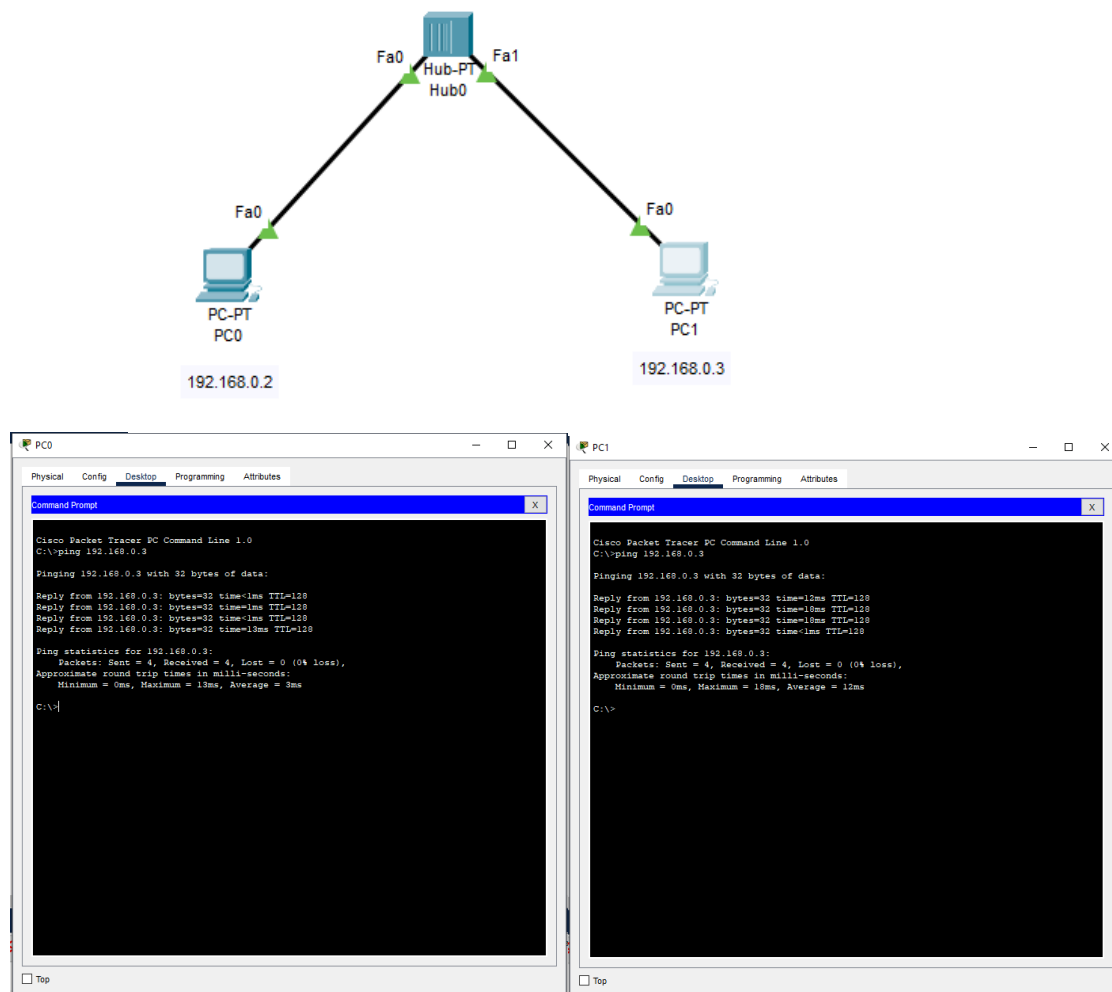 Fa0 Fa1
Hub-PT
Hub0
Fa0 Fa0
PC-PT
PC0
192.168.0.2
PC-PT
PC1
192.168.0.3
PC0
Physical Config Desktop Programming Attributes
Command Prompt X
Cisco Packet Tracer PC Command Line 1.0
C:\>ping 192.168.0.3
Pinging 192.168.0.3 with 32 bytes of data:
Reply from 192.168.0.3: bytes=32 time<1ms TTL=128
Reply from 192.168.0.3: bytes=32 time<1ms TTL=128
Reply from 192.168.0.3: bytes=32 time<1ms TTL=128
Reply from 192.168.0.3: bytes=32 time=13ms TTL=128
Ping statistics for 192.168.0.3:
Packets: Sent = 4, Received = 4, Lost = 0 (0% loss),
Approximate round trip times in milli-seconds:
Minimum = 0ms, Maximum = 13ms, Average = 3ms
C:\>
Top
PC1
Physical Config Desktop Programming Attributes
Command Prompt X
Cisco Packet Tracer PC Command Line 1.0
C:\>ping 192.168.0.3
Pinging 192.168.0.3 with 32 bytes of data:
Reply from 192.168.0.3: bytes=32 time=12ms TTL=128
Reply from 192.168.0.3: bytes=32 time=18ms TTL=128
Reply from 192.168.0.3: bytes=32 time=18ms TTL=128
Reply from 192.168.0.3: bytes=32 time<1ms TTL=128
Ping statistics for 192.168.0.3:
Packets: Sent = 4, Received = 4, Lost = 0 (0% loss),
Approximate round trip times in milli-seconds:
Minimum = 0ms, Maximum = 18ms, Average = 12ms
C:\>
Top